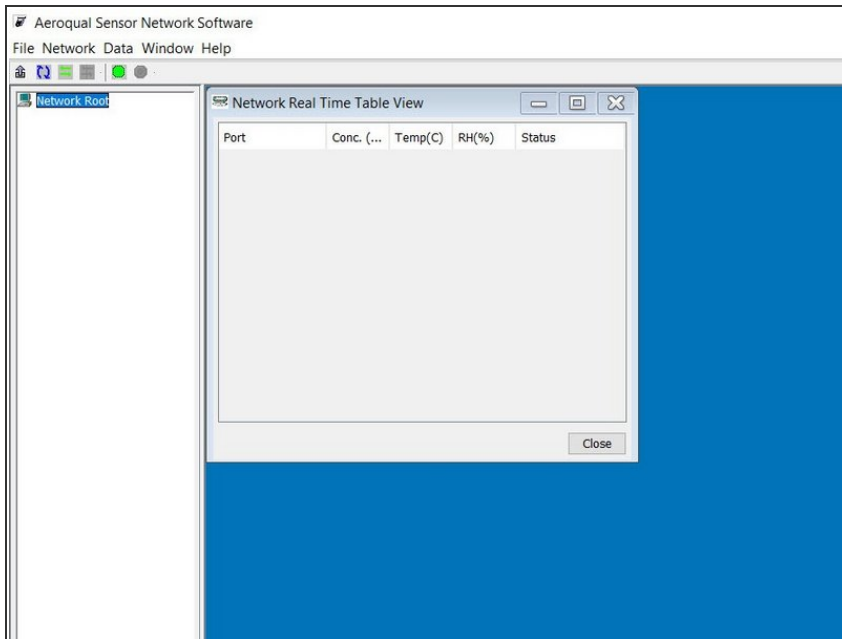 Aeroqual Sensor Network Software
File Network Data Window Help
Network Root
Network Real Time Table View
Port Conc. (... Temp(C) RH(%) Status
Close